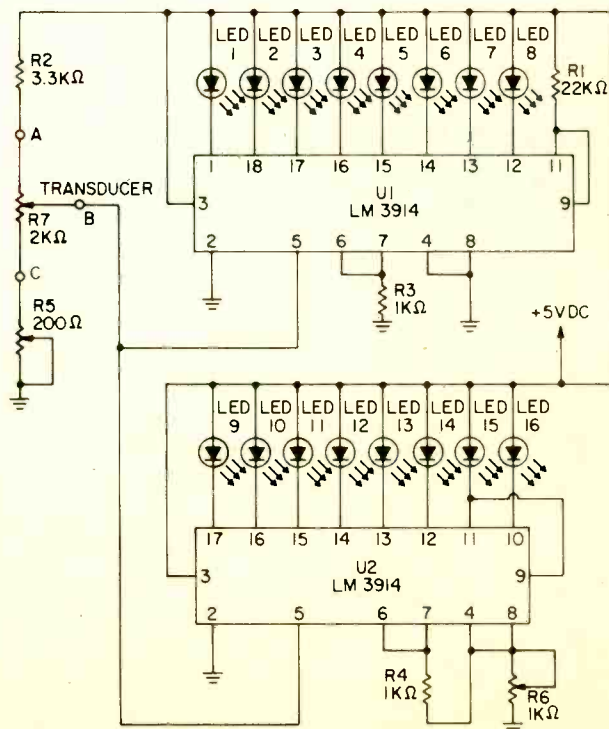 LED 1
LED 2
LED 3
LED 4
LED 5
LED 6
LED 7
LED 8
R2
3.3KΩ
R1
22KΩ
A
1 18 17 16 15 14 13 12 11
TRANSDUCER
B
R7
2KΩ
3
U1
LM 3914
9
2 5 6 7 4 8
C
R5
200Ω
R3
1KΩ
+5VDC
LED 9
LED 10
LED 11
LED 12
LED 13
LED 14
LED 15
LED 16
17 16 15 14 13 12 11 10
3
U2
LM 3914
9
2 5 6 7 4 8
R4
1KΩ
R6
1KΩ